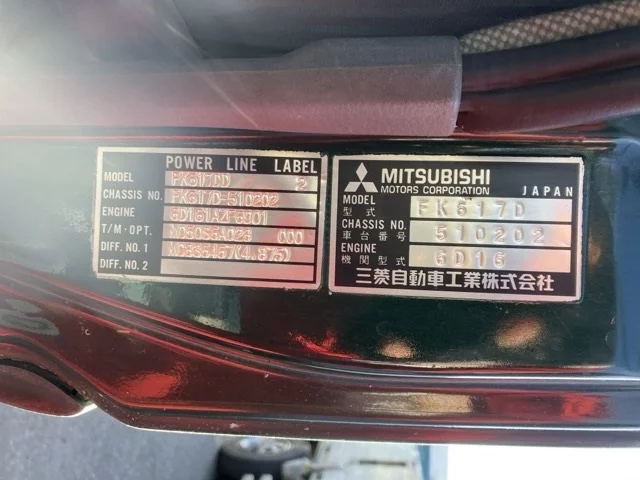 POWER LINE LABEL
MODEL FK617DD 2
CHASSIS NO. FK617D-510202
ENGINE
T/M·OPT. 000
DIFF. NO. 1
DIFF. NO. 2
MITSUBISHI
MOTORS CORPORATION JAPAN
MODEL
型式 FK617D
CHASSIS NO.
車台番号 510202
ENGINE
機関型式 6D16
三菱自動車工業株式会社